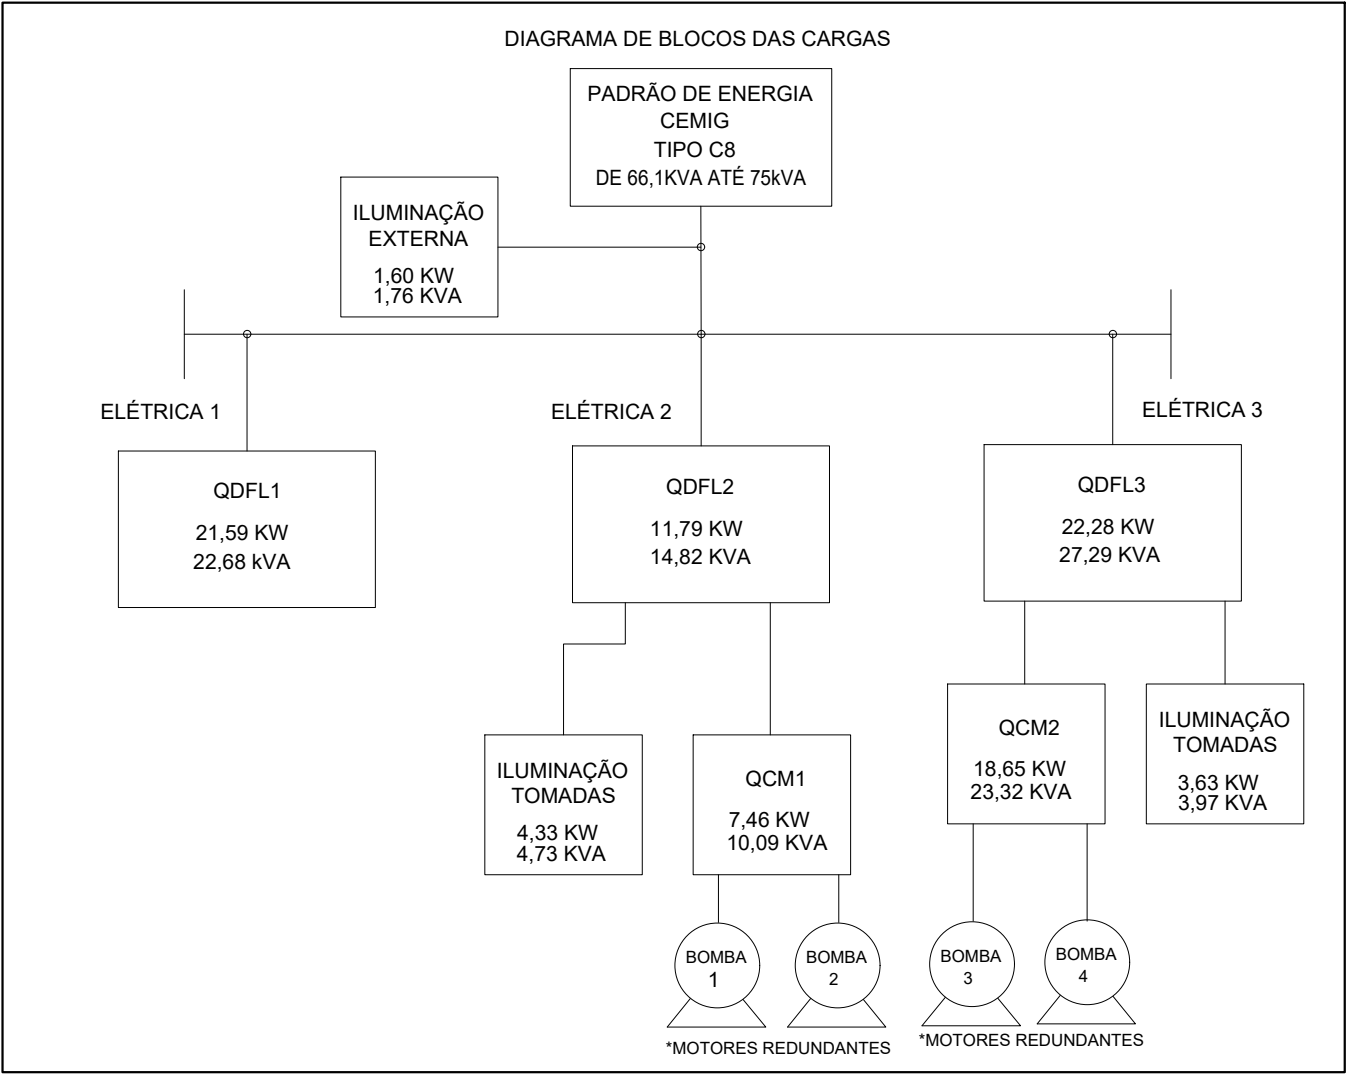 DIAGRAMA DE BLOCOS DAS CARGAS
PADRÃO DE ENERGIA
CEMIG
TIPO C8
DE 66,1KVA ATÉ 75kVA
ILUMINAÇÃO
EXTERNA
1,60 KW
1,76 KVA
ELÉTRICA 1
ELÉTRICA 2
ELÉTRICA 3
QDFL1
21,59 KW
22,68 kVA
QDFL2
11,79 KW
14,82 KVA
QDFL3
22,28 KW
27,29 KVA
ILUMINAÇÃO
TOMADAS
4,33 KW
4,73 KVA
QCM1
7,46 KW
10,09 KVA
QCM2
18,65 KW
23,32 KVA
ILUMINAÇÃO
TOMADAS
3,63 KW
3,97 KVA
BOMBA
1
BOMBA
2
BOMBA
3
BOMBA
4
*MOTORES REDUNDANTES
*MOTORES REDUNDANTES